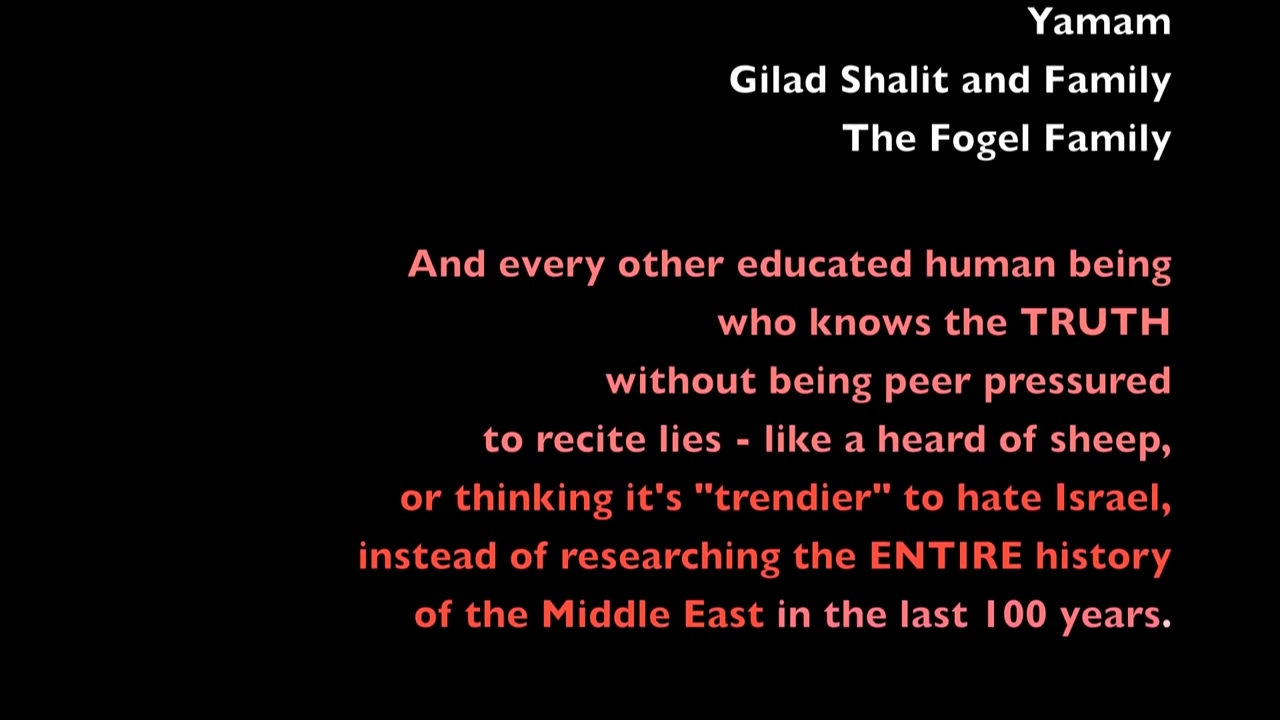 Yamam
Gilad Shalit and Family
The Fogel Family
And every other educated human being
who knows the TRUTH
without being peer pressured
to recite lies - like a heard of sheep,
or thinking it's "trendier" to hate Israel,
instead of researching the ENTIRE history
of the Middle East in the last 100 years.